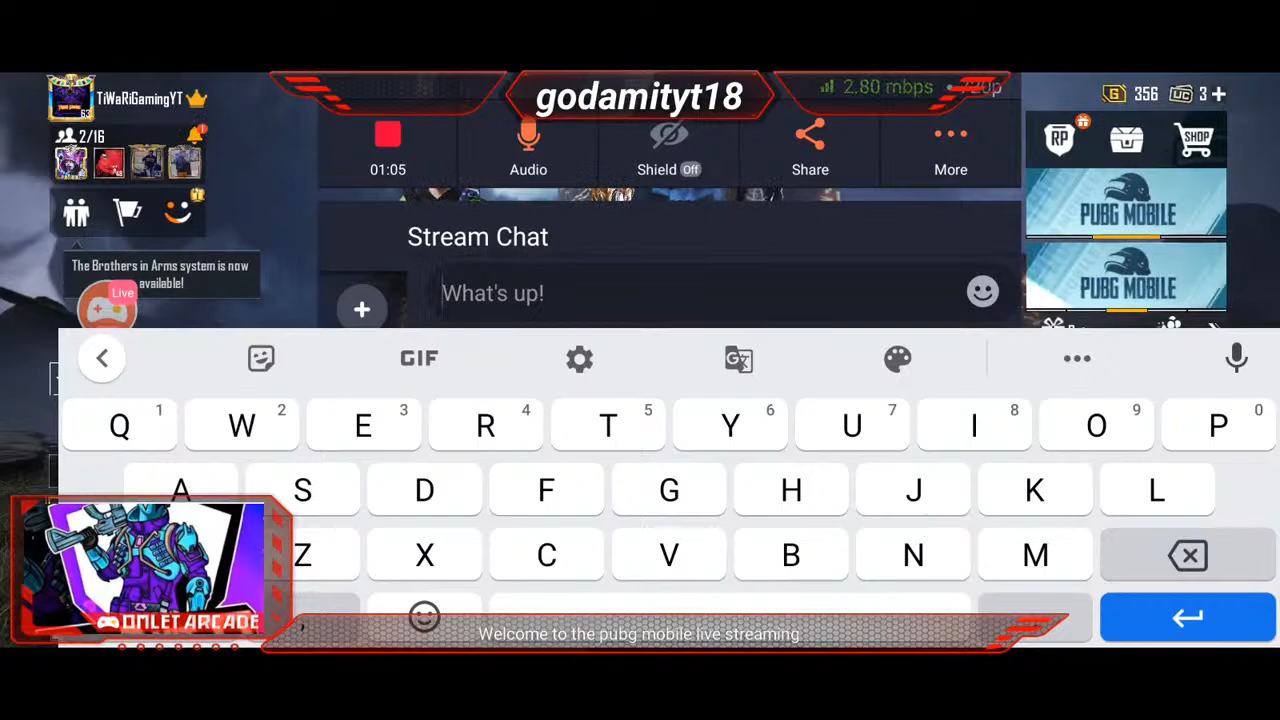 godamityt18
2.80 mbps • 720p
TiWaRiGamingYT
63
2/16
356
3 +
RP
SHOP
01:05
Audio
Shield Off
Share
More
PUBG MOBILE
PUBG MOBILE
The Brothers in Arms system is now
available!
Live
Stream Chat
What's up!
GIF
Q 1 W 2 E 3 R 4 T 5 Y 6 U 7 I 8 O 9 P 0
A S D F G H J K L
Z X C V B N M
,
OMLET ARCADE
Welcome to the pubg mobile live streaming